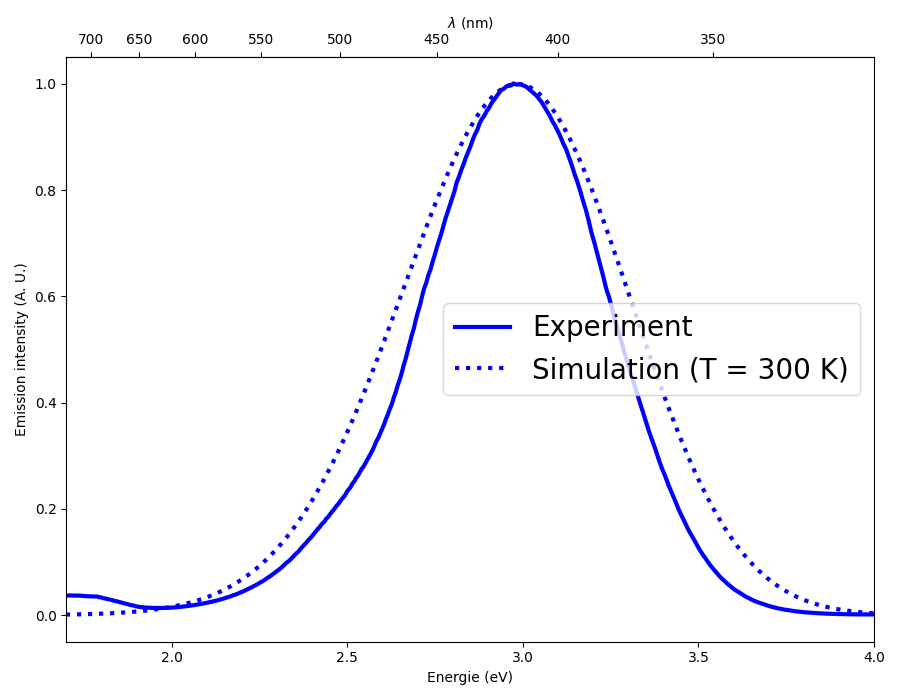 λ (nm)
700 650 600 550 500 450 400 350
1.0
0.8
0.6
0.4
0.2
0.0
Emission intensity (A. U.)
Experiment
Simulation (T = 300 K)
2.0 2.5 3.0 3.5 4.0
Energie (eV)